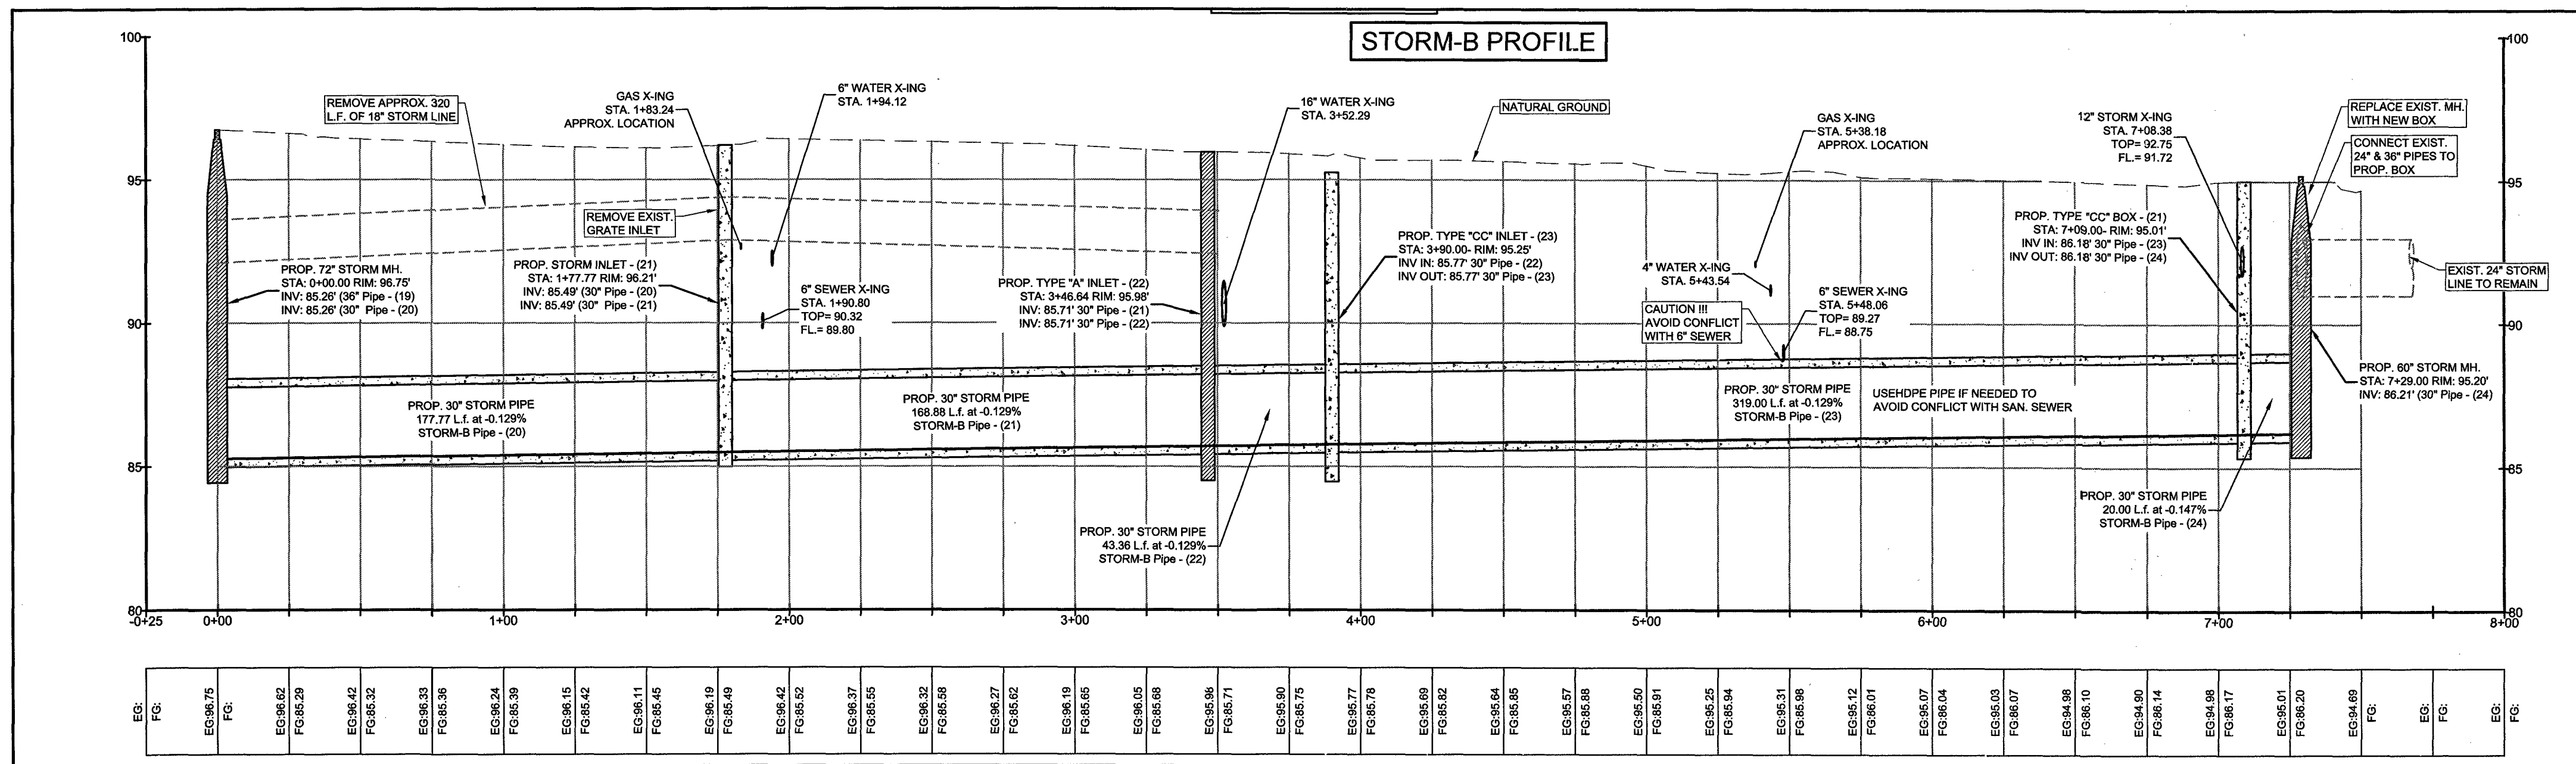 STORM-B PROFILE
100
95
90
85
80
100
95
90
85
80
REMOVE APPROX. 320
L.F. OF 18" STORM LINE
GAS X-ING
STA. 1+83.24
APPROX. LOCATION
6" WATER X-ING
STA. 1+94.12
16" WATER X-ING
STA. 3+52.29
NATURAL GROUND
GAS X-ING
STA. 5+38.18
APPROX. LOCATION
12" STORM X-ING
STA. 7+08.38
TOP= 92.75
FL.= 91.72
REPLACE EXIST. MH.
WITH NEW BOX
CONNECT EXIST.
24" & 36" PIPES TO
PROP. BOX
REMOVE EXIST.
GRATE INLET
PROP. 72" STORM MH.
STA: 0+00.00 RIM: 96.75'
INV: 85.26' (36" Pipe - (19)
INV: 85.26' (30" Pipe - (20)
PROP. STORM INLET - (21)
STA: 1+77.77 RIM: 96.21'
INV: 85.49' (30" Pipe - (20)
INV: 85.49' (30" Pipe - (21)
6" SEWER X-ING
STA. 1+90.80
TOP= 90.32
FL.= 89.80
PROP. TYPE "A" INLET - (22)
STA: 3+46.64 RIM: 95.98'
INV: 85.71' 30" Pipe - (21)
INV: 85.71' 30" Pipe - (22)
PROP. TYPE "CC" INLET - (23)
STA: 3+90.00- RIM: 95.25'
INV IN: 85.77' 30" Pipe - (22)
INV OUT: 85.77' 30" Pipe - (23)
4" WATER X-ING
STA. 5+43.54
CAUTION !!!
AVOID CONFLICT
WITH 6" SEWER
6" SEWER X-ING
STA. 5+48.06
TOP= 89.27
FL.= 88.75
PROP. TYPE "CC" BOX - (21)
STA: 7+09.00- RIM: 95.01'
INV IN: 86.18' 30" Pipe - (23)
INV OUT: 86.18' 30" Pipe - (24)
EXIST. 24" STORM
LINE TO REMAIN
PROP. 60" STORM MH.
STA: 7+29.00 RIM: 95.20'
INV: 86.21' (30" Pipe - (24)
PROP. 30" STORM PIPE
177.77 L.f. at -0.129%
STORM-B Pipe - (20)
PROP. 30" STORM PIPE
168.88 L.f. at -0.129%
STORM-B Pipe - (21)
PROP. 30" STORM PIPE
319.00 L.f. at -0.129%
STORM-B Pipe - (23)
USEHDPE PIPE IF NEEDED TO
AVOID CONFLICT WITH SAN. SEWER
PROP. 30" STORM PIPE
43.36 L.f. at -0.129%
STORM-B Pipe - (22)
PROP. 30" STORM PIPE
20.00 L.f. at -0.147%
STORM-B Pipe - (24)
-0+25
0+00
1+00
2+00
3+00
4+00
5+00
6+00
7+00
8+00
EG:
FG:
EG:96.75
FG:
EG:96.62
FG:85.29
EG:96.42
FG:85.32
EG:96.33
FG:85.36
EG:96.24
FG:85.39
EG:96.15
FG:85.42
EG:96.11
FG:85.45
EG:96.19
FG:85.49
EG:96.42
FG:85.52
EG:96.37
FG:85.55
EG:96.32
FG:85.58
EG:96.27
FG:85.62
EG:96.19
FG:85.65
EG:96.05
FG:85.68
EG:95.98
FG:85.71
EG:95.90
FG:85.75
EG:95.77
FG:85.78
EG:95.69
FG:85.82
EG:95.64
FG:85.85
EG:95.57
FG:85.88
EG:95.50
FG:85.91
EG:95.25
FG:85.94
EG:95.31
FG:85.98
EG:95.12
FG:86.01
EG:95.07
FG:86.04
EG:95.03
FG:86.07
EG:94.98
FG:86.10
EG:94.90
FG:86.14
EG:94.98
FG:86.17
EG:95.01
FG:86.20
EG:94.69
FG:
EG:
FG:
EG:
FG: